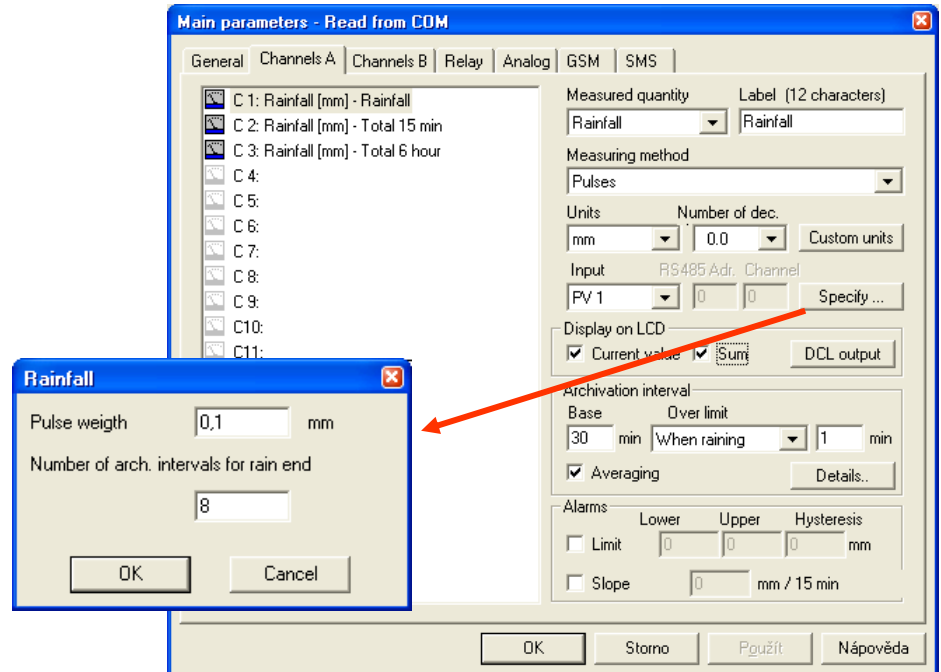 Main parameters - Read from COM
General Channels A Channels B Relay Analog GSM SMS
C 1: Rainfall [mm] - Rainfall
C 2: Rainfall [mm] - Total 15 min
C 3: Rainfall [mm] - Total 6 hour
C 4:
C 5:
C 6:
C 7:
C 8:
C 9:
C10:
C11:
Measured quantity Label (12 characters)
Rainfall Rainfall
Measuring method
Pulses
Units Number of dec.
mm 0.0 Custom units
Input RS485 Adr. Channel
PV 1 0 0 Specify ...
Display on LCD
Current value Sum DCL output
Archivation interval
Base Over limit
30 min When raining 1 min
Averaging Details..
Alarms
Lower Upper Hysteresis
Limit 0 0 0 mm
Slope 0 mm / 15 min
OK Storno Použít Nápověda
Rainfall
Pulse weigth 0,1 mm
Number of arch. intervals for rain end
8
OK Cancel